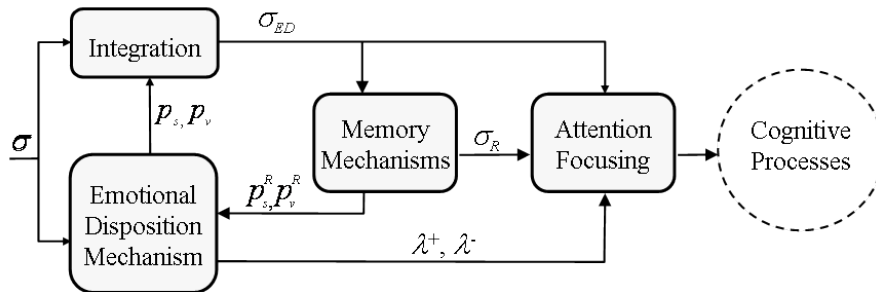 σ
Integration
σ_ED
p_s, p_v
Memory
Mechanisms
σ_R
Attention
Focusing
Cognitive
Processes
Emotional
Disposition
Mechanism
p_s^R, p_v^R
λ⁺, λ⁻